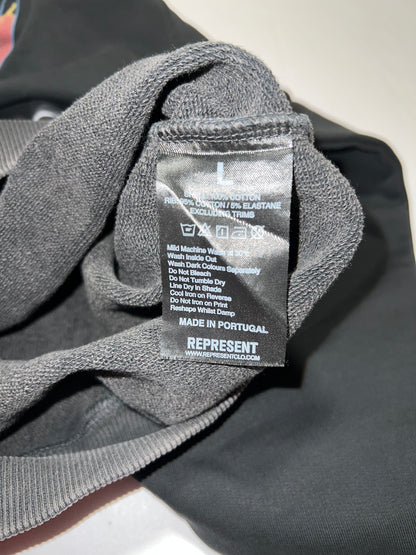 L
100% COTTON
RIB: 95% COTTON / 5% ELASTANE
EXCLUDING TRIMS
Mild Machine Wash at 30°C
Wash Inside Out
Wash Dark Colours Separately
Do Not Bleach
Do Not Tumble Dry
Line Dry in Shade
Cool Iron on Reverse
Do Not Iron on Print
Reshape Whilst Damp
MADE IN PORTUGAL
REPRESENT
WWW.REPRESENTCLO.COM